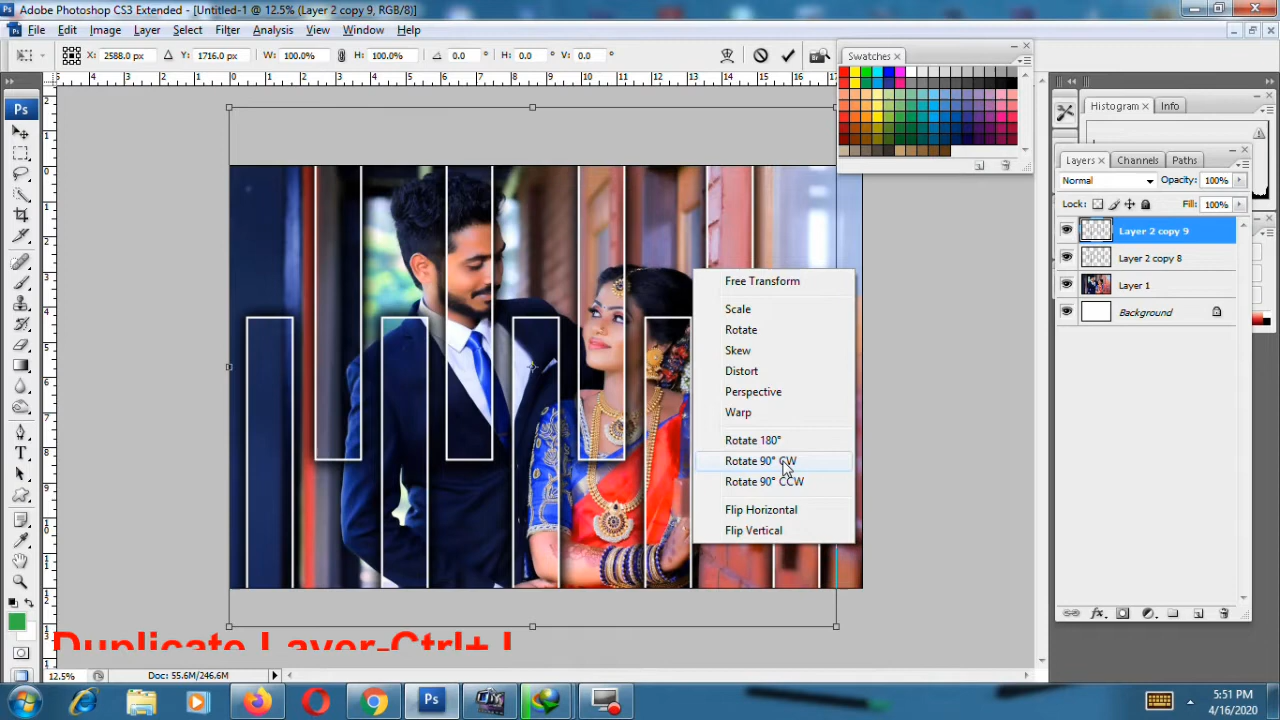 Adobe Photoshop CS3 Extended - [Untitled-1 @ 12.5% (Layer 2 copy 9, RGB/8)]
File Edit Image Layer Select Filter Analysis View Window Help
X: 2588.0 px Y: 1716.0 px W: 100.0% H: 100.0% 0.0 ° H: 0.0 ° V: 0.0 °
Swatches
Histogram Info
Layers Channels Paths
Normal Opacity: 100%
Lock: Fill: 100%
Layer 2 copy 9
Layer 2 copy 8
Layer 1
Background
Free Transform
Scale
Rotate
Skew
Distort
Perspective
Warp
Rotate 180°
Rotate 90° CW
Rotate 90° CCW
Flip Horizontal
Flip Vertical
Duplicate Layer-Ctrl+
12.5% Doc: 55.6M/246.6M
5:51 PM
4/16/2020